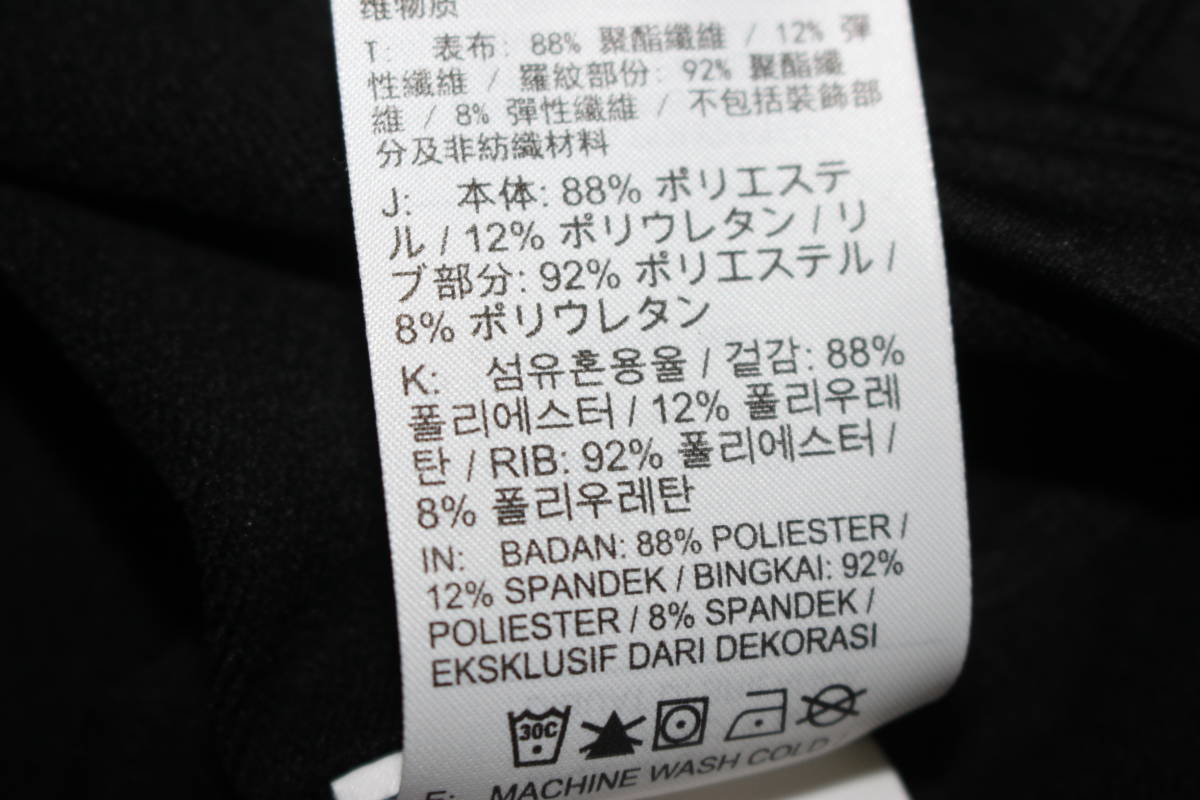 维物质
T: 表布: 88% 聚酯纖維 / 12% 彈
性纖維 / 羅紋部份: 92% 聚酯纖
維 / 8% 彈性纖維 / 不包括裝飾部
分及非紡織材料
J: 本体: 88% ポリエステ
ル / 12% ポリウレタン / リ
ブ部分: 92% ポリエステル /
8% ポリウレタン
K: 섬유혼용율 / 겉감: 88%
폴리에스터 / 12% 폴리우레
탄 / RIB: 92% 폴리에스터 /
8% 폴리우레탄
IN: BADAN: 88% POLIESTER /
12% SPANDEK / BINGKAI: 92%
POLIESTER / 8% SPANDEK /
EKSKLUSIF DARI DEKORASI
30C
E: MACHINE WASH COLD /